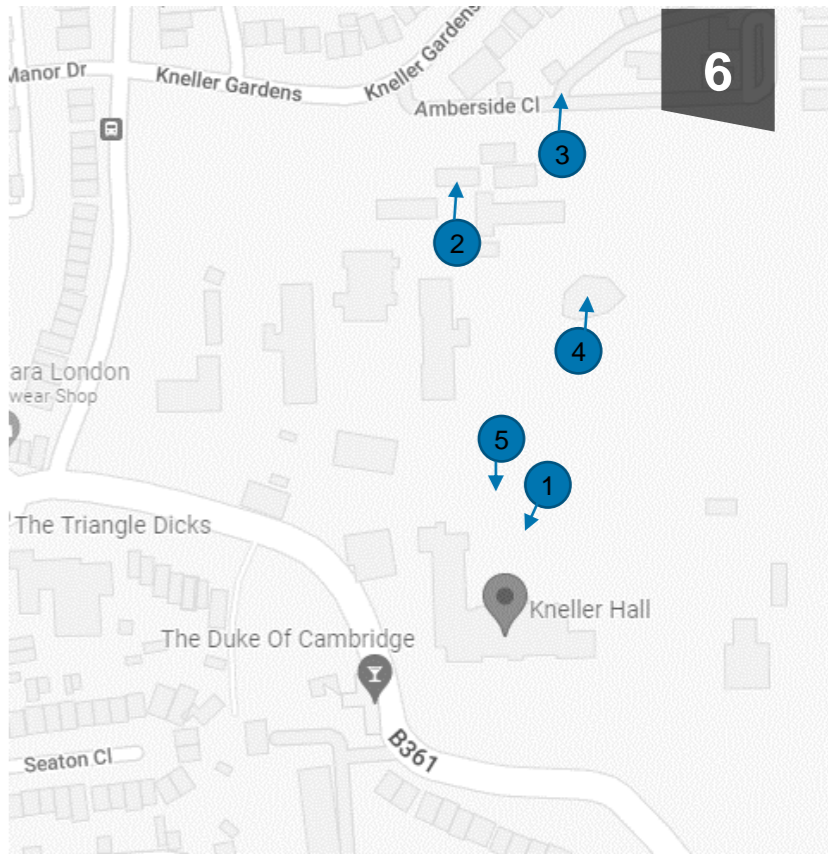 Manor Dr
Kneller Gardens
Kneller Gardens
Amberside Cl
6
3
2
4
ara London
wear Shop
5
1
The Triangle Dicks
Kneller Hall
The Duke Of Cambridge
B361
Seaton Cl